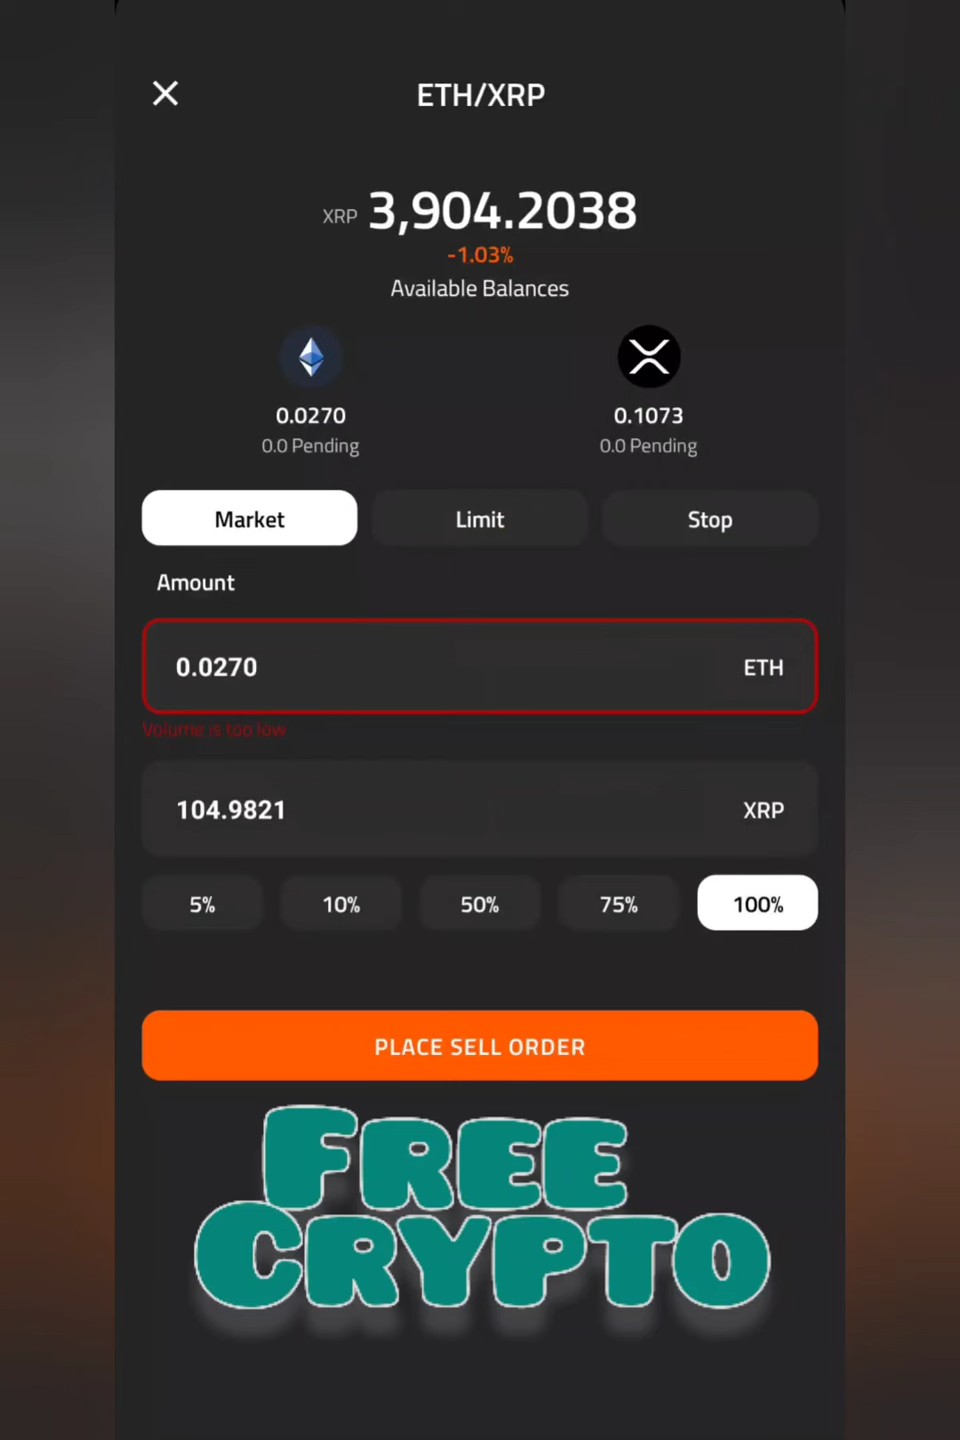 ETH/XRP
XRP 3,904.2038
-1.03%
Available Balances
0.0270 0.1073
0.0 Pending 0.0 Pending
Market Limit Stop
Amount
0.0270 ETH
Volume is too low
104.9821 XRP
5% 10% 50% 75% 100%
PLACE SELL ORDER
FREE
CRYPTO